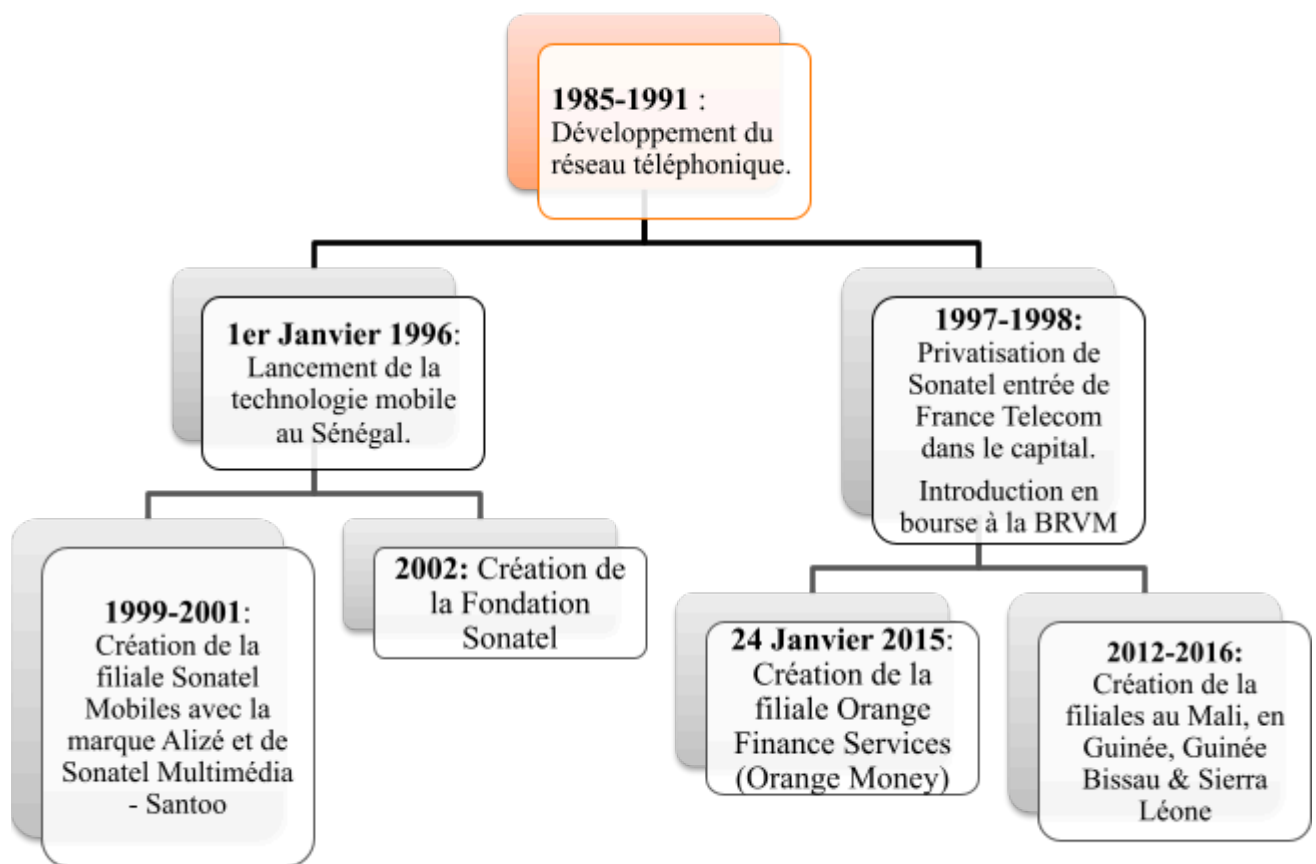 1985-1991 :
Développement du
réseau téléphonique.
1er Janvier 1996:
Lancement de la
technologie mobile
au Sénégal.
1997-1998:
Privatisation de
Sonatel entrée de
France Telecom
dans le capital.
Introduction en
bourse à la BRVM
1999-2001:
Création de la
filiale Sonatel
Mobiles avec la
marque Alizé et de
Sonatel Multimédia
- Santoo
2002: Création de
la Fondation
Sonatel
24 Janvier 2015:
Création de la
filiale Orange
Finance Services
(Orange Money)
2012-2016:
Création de la
filiales au Mali, en
Guinée, Guinée
Bissau & Sierra
Léone